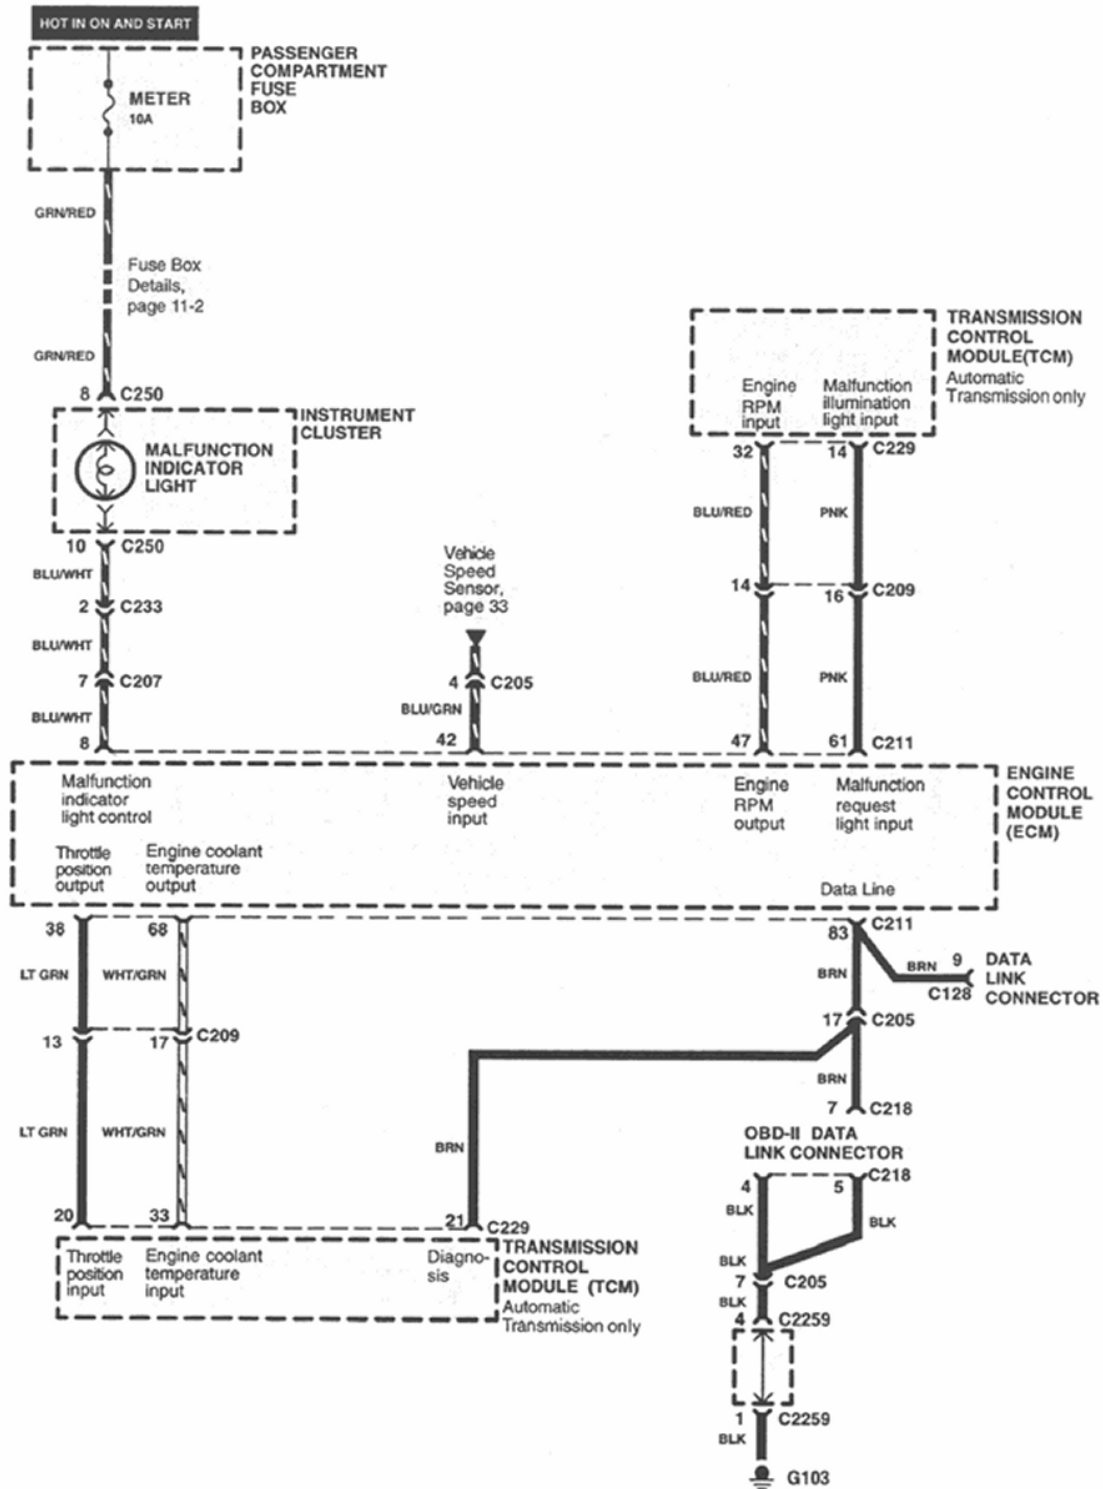 HOT IN ON AND START
PASSENGER
COMPARTMENT
FUSE
BOX
METER
10A
GRN/RED
Fuse Box
Details,
page 11-2
GRN/RED
8 C250
INSTRUMENT
CLUSTER
MALFUNCTION
INDICATOR
LIGHT
10 C250
BLU/WHT
2 C233
BLU/WHT
7 C207
BLU/WHT
8
Vehicle
Speed
Sensor,
page 33
4 C205
BLU/GRN
42
TRANSMISSION
CONTROL
MODULE(TCM)
Automatic
Transmission only
Engine
RPM
input
Malfunction
illumination
light input
32 14 C229
BLU/RED PNK
14 16 C209
BLU/RED PNK
47 61 C211
ENGINE
CONTROL
MODULE
(ECM)
Malfunction
indicator
light control
Vehicle
speed
input
Engine
RPM
output
Malfunction
request
light input
Throttle
position
output
Engine coolant
temperature
output
Data Line
38 68 83 C211
LT GRN WHT/GRN BRN
BRN 9
C128
DATA
LINK
CONNECTOR
13 17 C209
17 C205
BRN
7 C218
LT GRN WHT/GRN BRN
OBD-II DATA
LINK CONNECTOR
4 5 C218
BLK
BLK
20 33 21 C229
Throttle
position
input
Engine coolant
temperature
input
Diagno-
sis
TRANSMISSION
CONTROL
MODULE (TCM)
Automatic
Transmission only
BLK
7 C205
BLK
4 C2259
1 C2259
BLK
G103